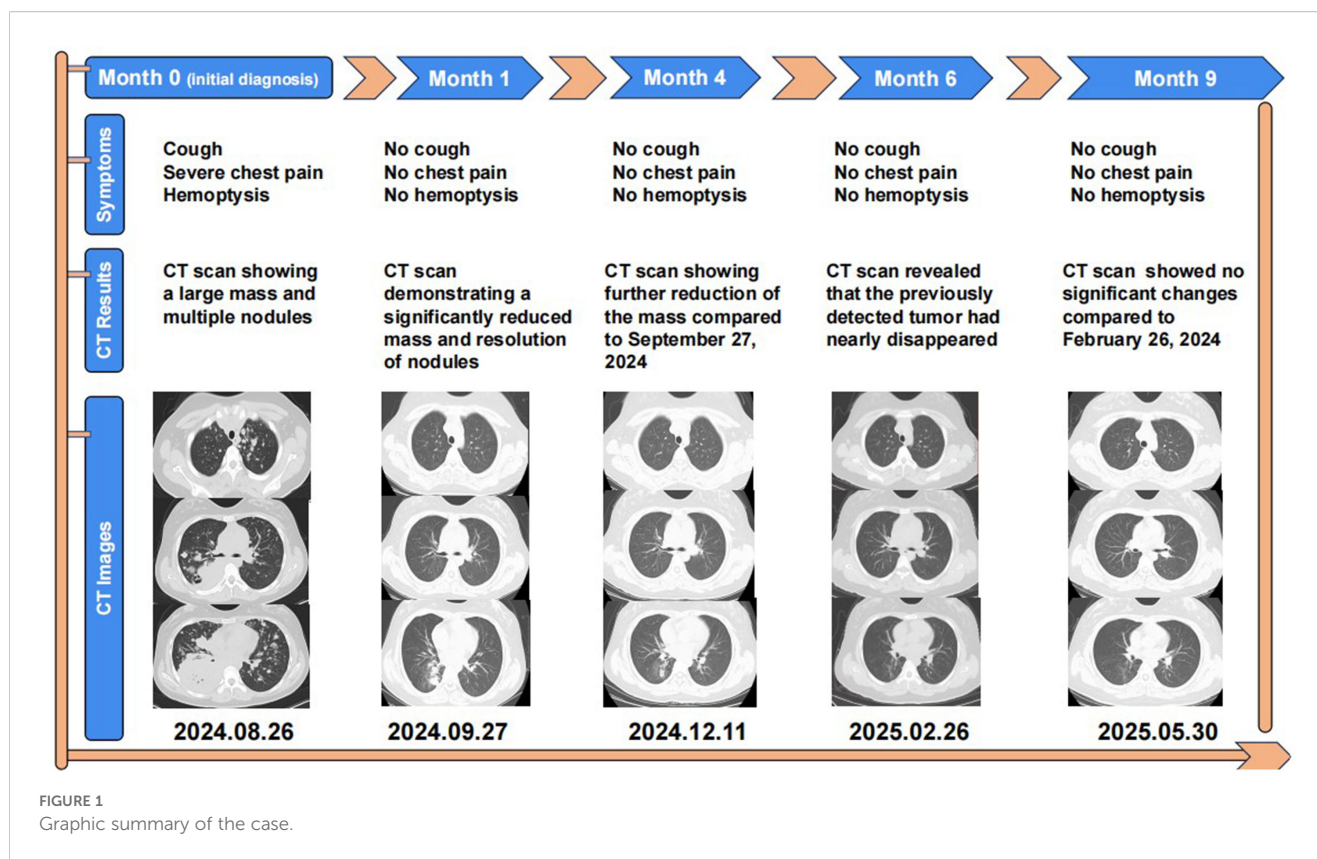 Month 0 (initial diagnosis)
Month 1
Month 4
Month 6
Month 9
Symptoms
Cough
Severe chest pain
Hemoptysis
No cough
No chest pain
No hemoptysis
No cough
No chest pain
No hemoptysis
No cough
No chest pain
No hemoptysis
No cough
No chest pain
No hemoptysis
CT Results
CT scan showing
a large mass and
multiple nodules
CT scan
demonstrating a
significantly reduced
mass and resolution
of nodules
CT scan showing
further reduction of
the mass compared
to September 27,
2024
CT scan revealed
that the previously
detected tumor had
nearly disappeared
CT scan showed no
significant changes
compared to
February 26, 2024
CT Images
2024.08.26
2024.09.27
2024.12.11
2025.02.26
2025.05.30
FIGURE 1
Graphic summary of the case.